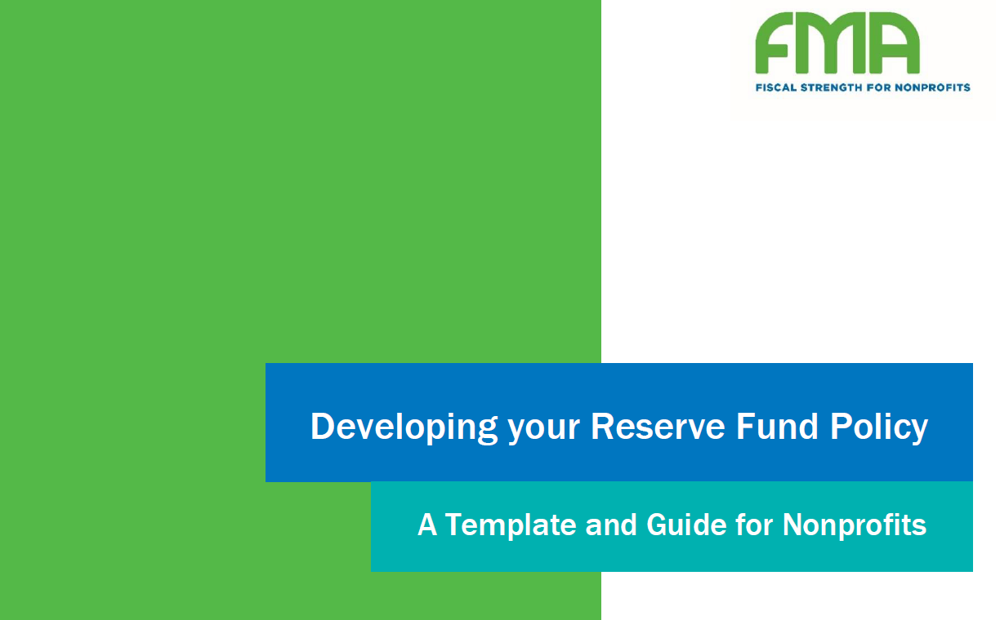 FMA
FISCAL STRENGTH FOR NONPROFITS
Developing your Reserve Fund Policy
A Template and Guide for Nonprofits